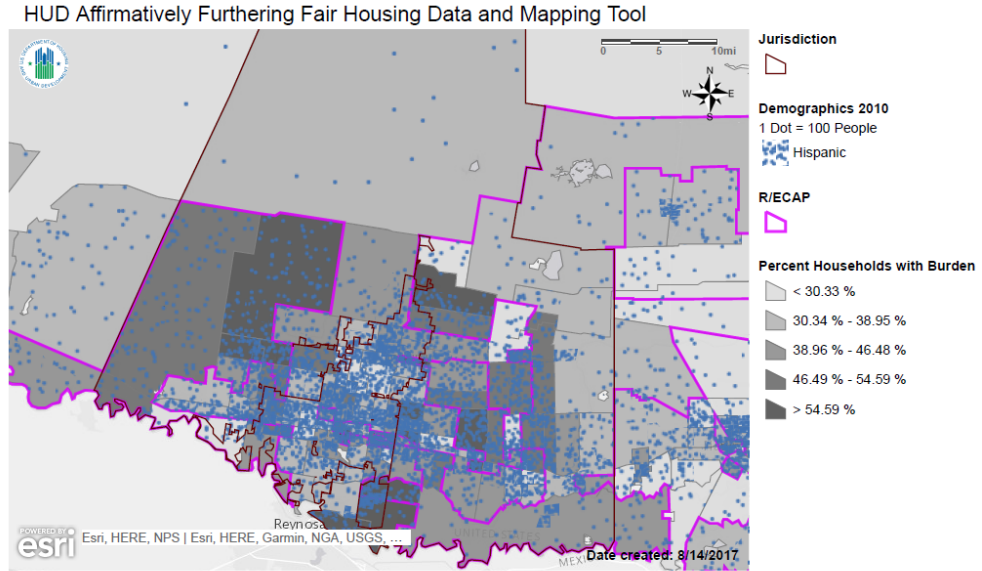 HUD Affirmatively Furthering Fair Housing Data and Mapping Tool
0 5 10mi
N
W E
S
Jurisdiction
Demographics 2010
1 Dot = 100 People
Hispanic
R/ECAP
Percent Households with Burden
< 30.33 %
30.34 % - 38.95 %
38.96 % - 46.48 %
46.49 % - 54.59 %
> 54.59 %
Reynosa
UNITED STATES
MEXICO
POWERED BY
esri
Esri, HERE, NPS | Esri, HERE, Garmin, NGA, USGS, ...
Date created: 8/14/2017